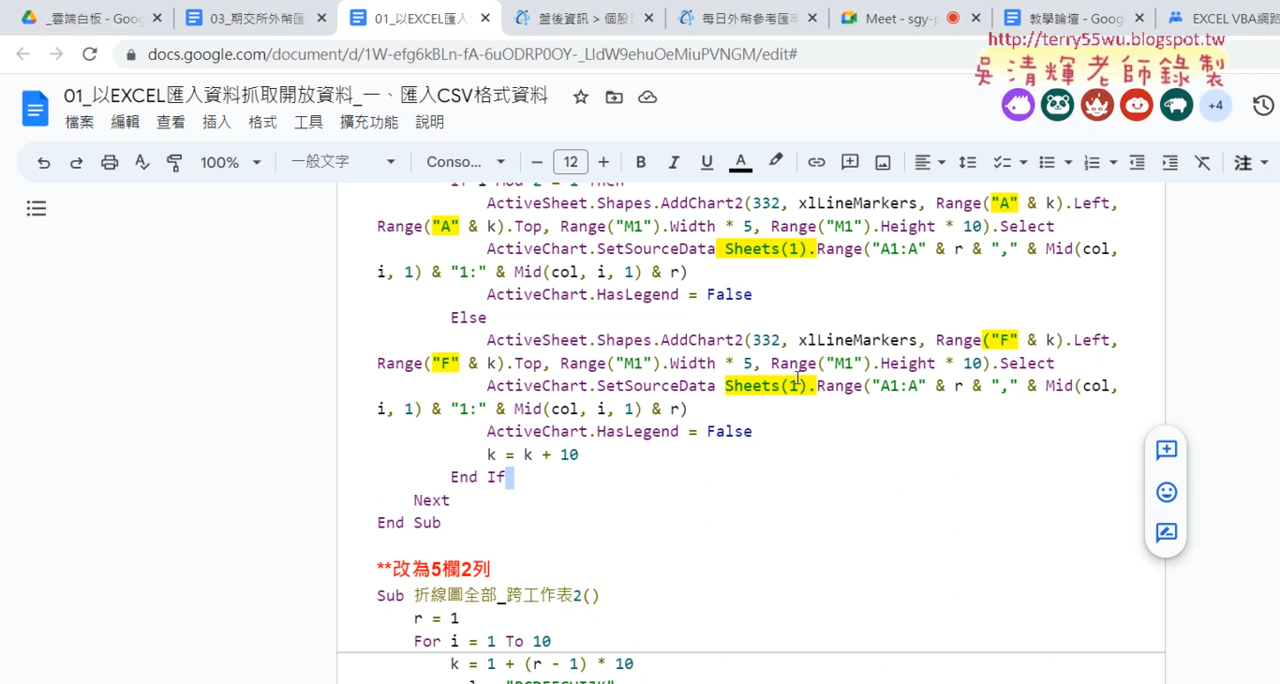 _雲端白板 - Goog
03_期交所外幣匯
01_以EXCEL匯入
盤後資訊 > 個股日
每日外幣參考匯率
Meet - sgy-p
教學論壇 - Goog
EXCEL VBA網路
docs.google.com/document/d/1W-efg6kBLn-fA-6uODRP0OY-_LIdW9ehuOeMiuPVNGM/edit#
http://terry55wu.blogspot.tw
吳清輝老師錄製
01_以EXCEL匯入資料抓取開放資料_一、匯入CSV格式資料
檔案 編輯 查看 插入 格式 工具 擴充功能 說明
+4
100% 一般文字 Conso... 12 B I U A 注
If i Mod 2 = 1 Then
ActiveSheet.Shapes.AddChart2(332, xlLineMarkers, Range("A" & k).Left,
Range("A" & k).Top, Range("M1").Width * 5, Range("M1").Height * 10).Select
ActiveChart.SetSourceData Sheets(1).Range("A1:A" & r & "," & Mid(col,
i, 1) & "1:" & Mid(col, i, 1) & r)
ActiveChart.HasLegend = False
Else
ActiveSheet.Shapes.AddChart2(332, xlLineMarkers, Range("F" & k).Left,
Range("F" & k).Top, Range("M1").Width * 5, Range("M1").Height * 10).Select
ActiveChart.SetSourceData Sheets(1).Range("A1:A" & r & "," & Mid(col,
i, 1) & "1:" & Mid(col, i, 1) & r)
ActiveChart.HasLegend = False
k = k + 10
End If
Next
End Sub
**改為5欄2列
Sub 折線圖全部_跨工作表2()
r = 1
For i = 1 To 10
k = 1 + (r - 1) * 10